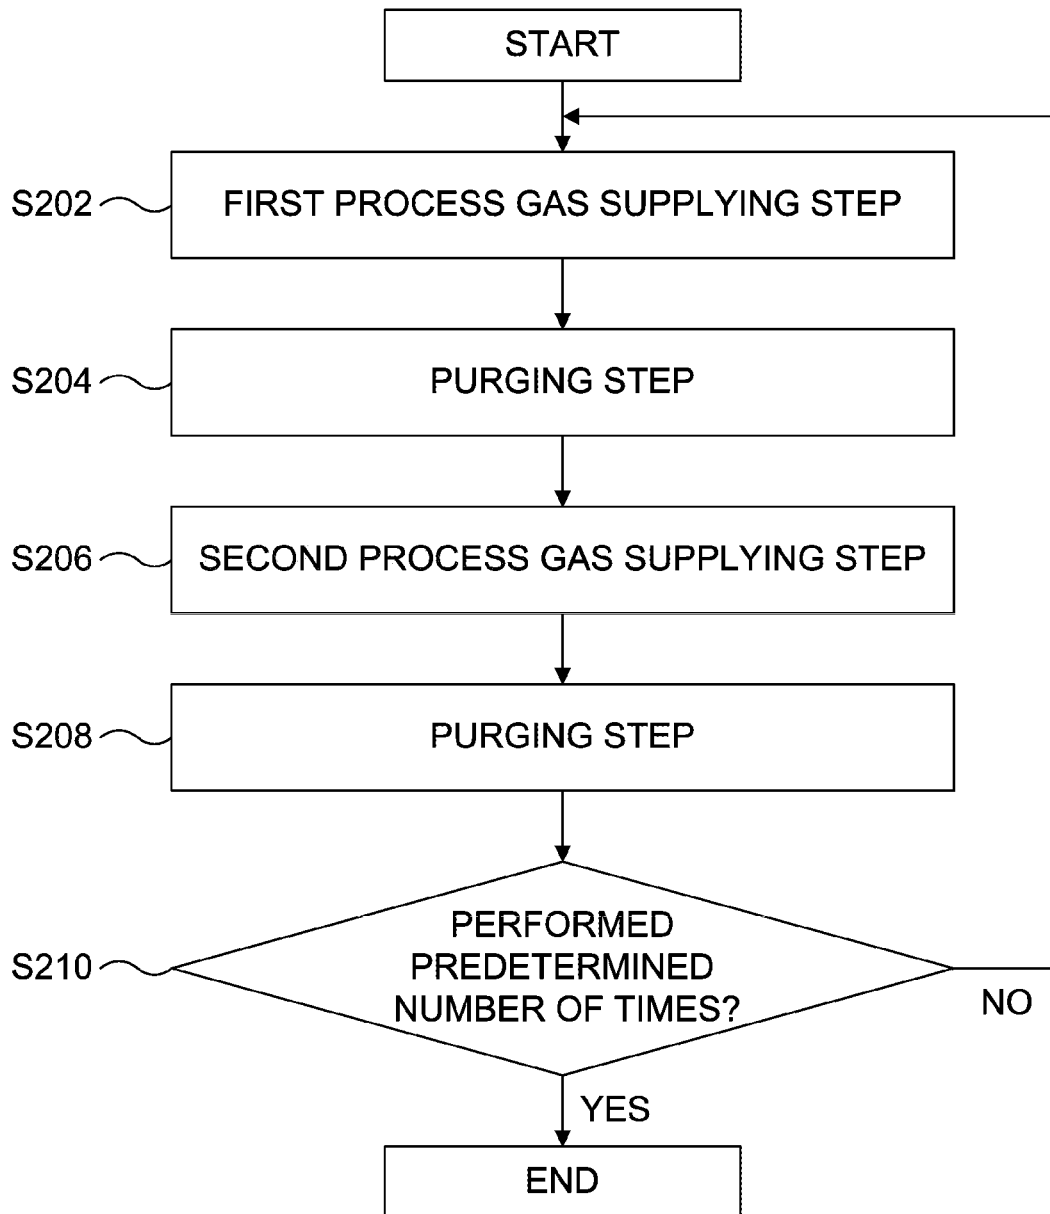 START
S202
FIRST PROCESS GAS SUPPLYING STEP
S204
PURGING STEP
S206
SECOND PROCESS GAS SUPPLYING STEP
S208
PURGING STEP
S210
PERFORMED
PREDETERMINED
NUMBER OF TIMES?
NO
YES
END